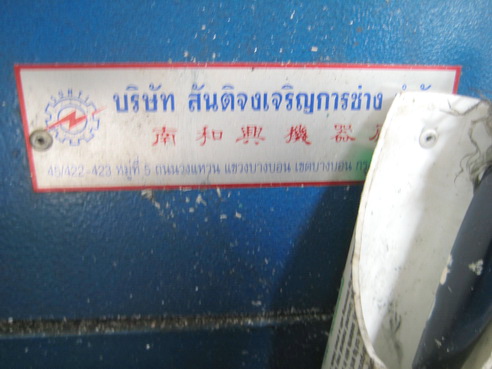 บริษัท สันติจงเจริญการช่าง
南和興機器
45/422-423 หมู่ที่ 5 ถนนวงแหวน แขวงบางบอน เขตบางบอน